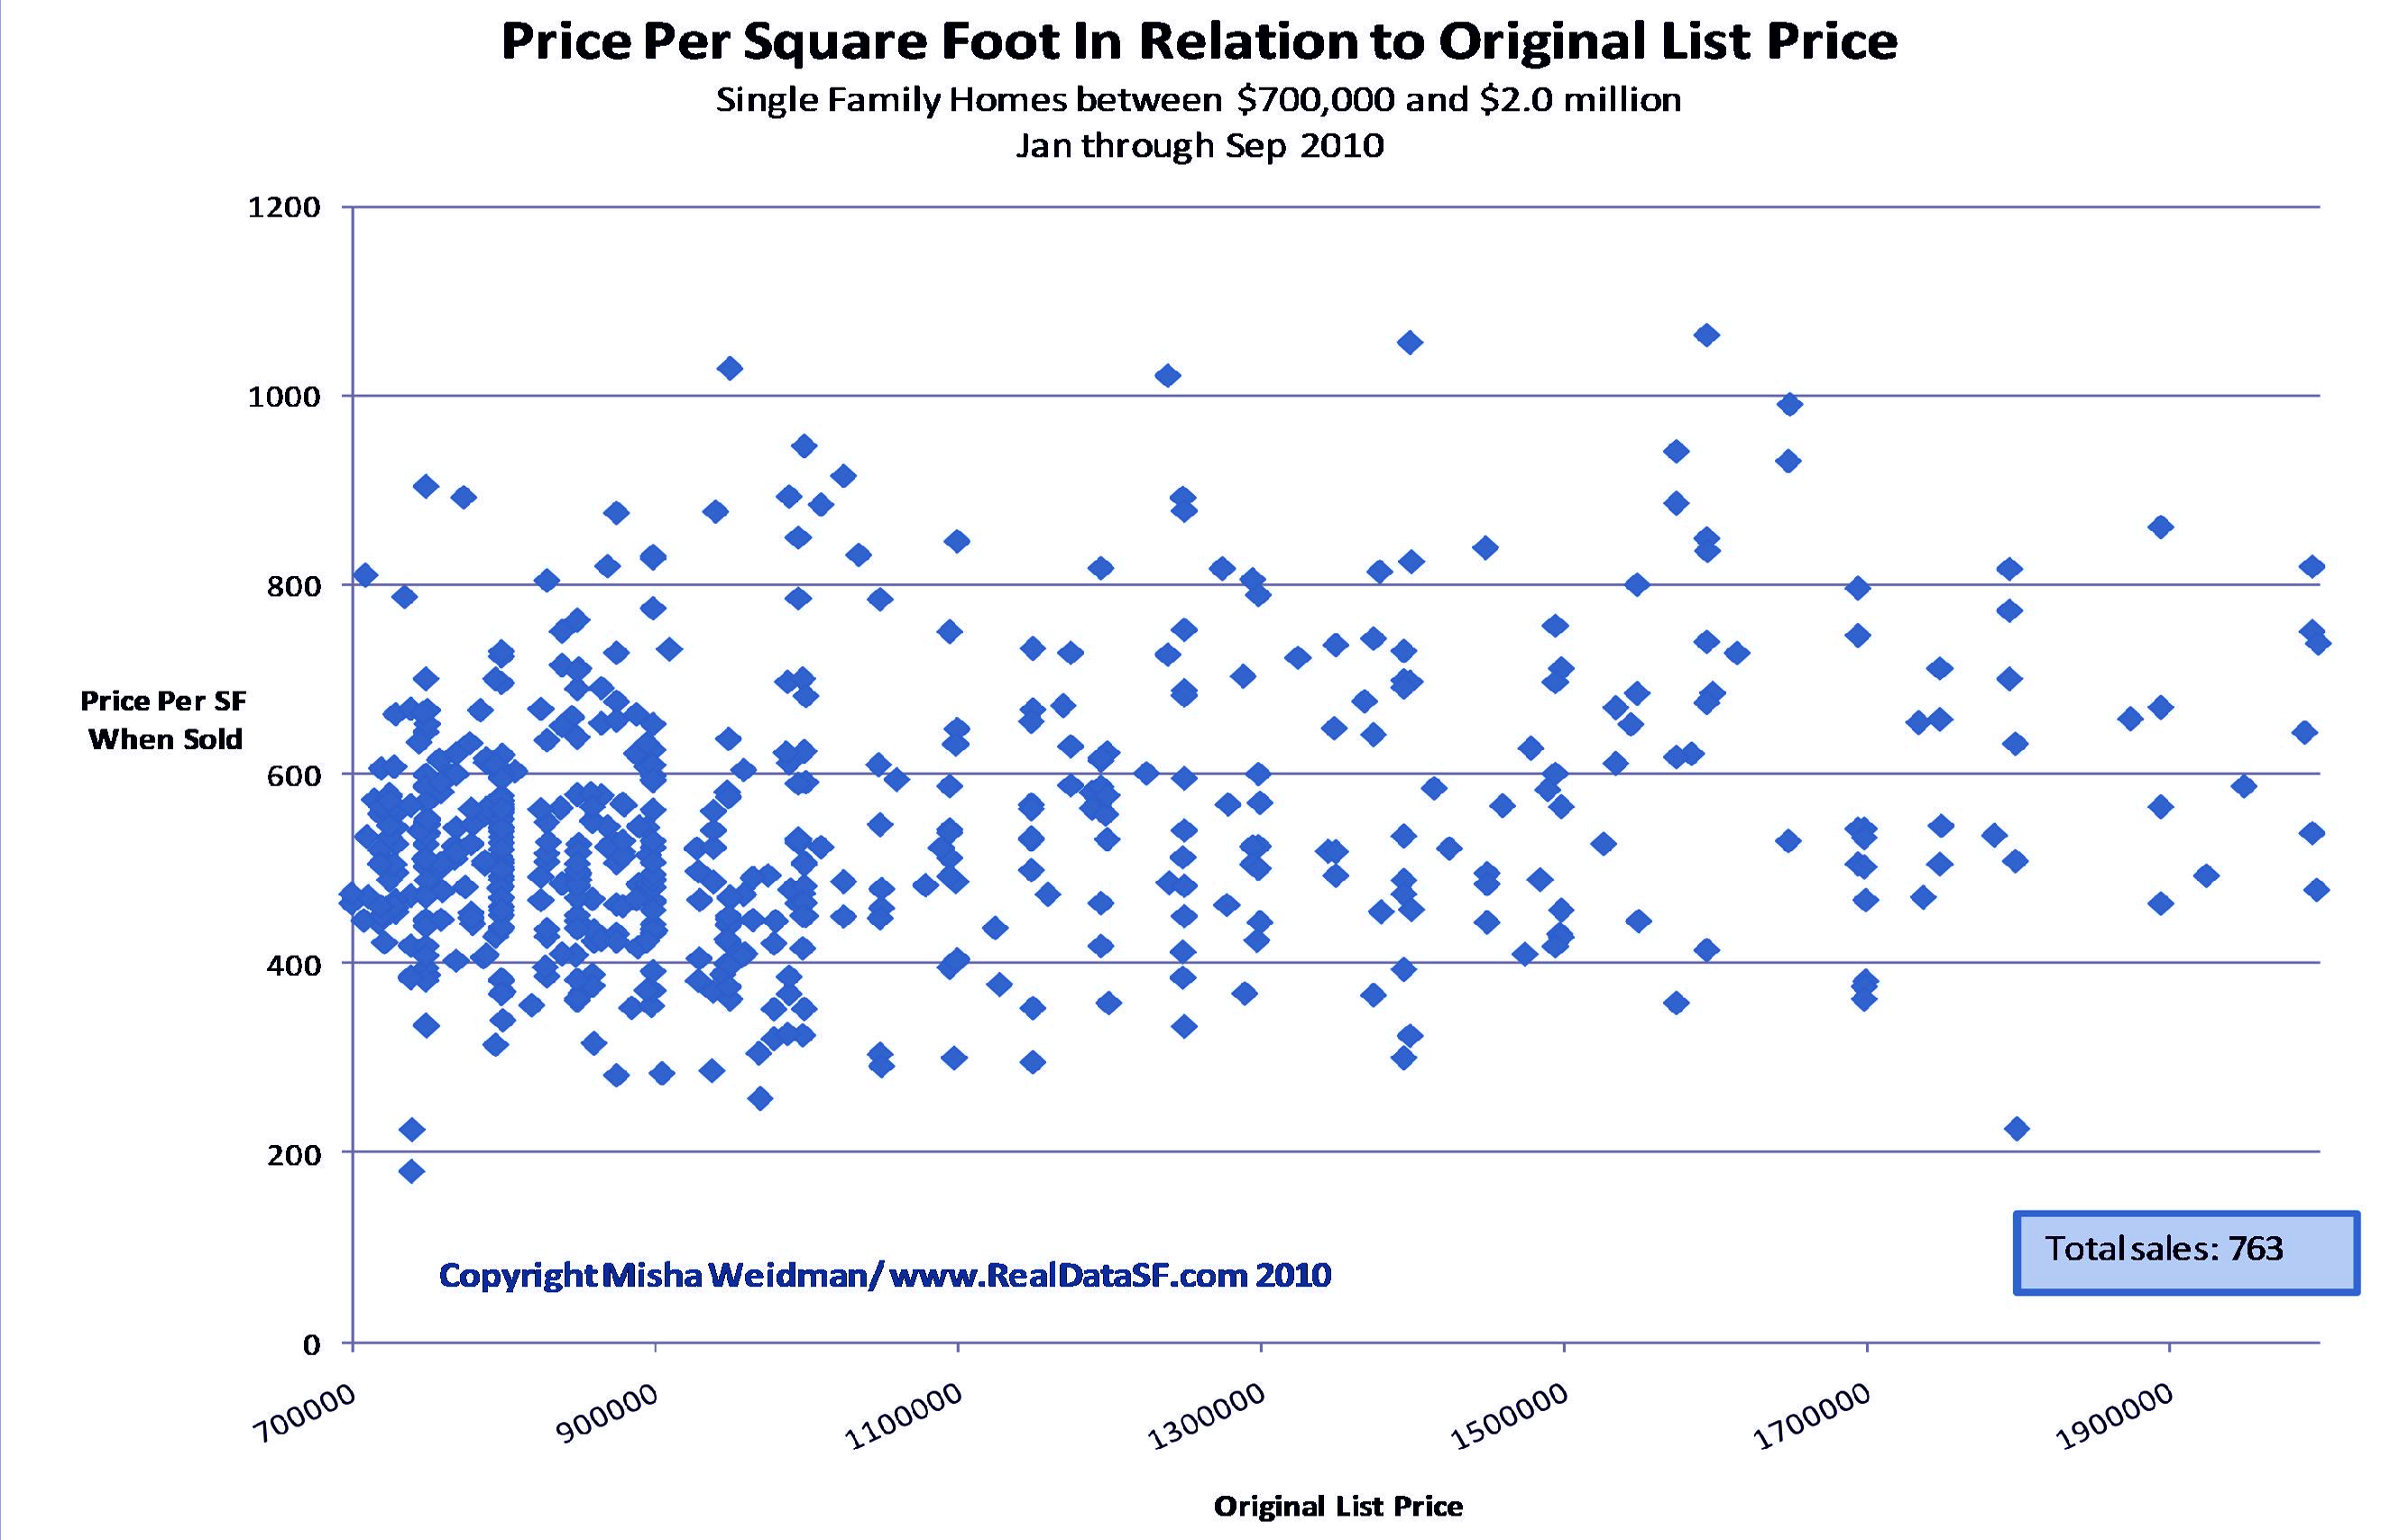 Price Per Square Foot In Relation to Original List Price
Single Family Homes between $700,000 and $2.0 million
Jan through Sep 2010
1200
1000
800
600
400
200
0
Price Per SF
When Sold
Total sales: 763
Copyright Misha Weidman/ www.RealDataSF.com 2010
700000
900000
1100000
1300000
1500000
1700000
1900000
Original List Price